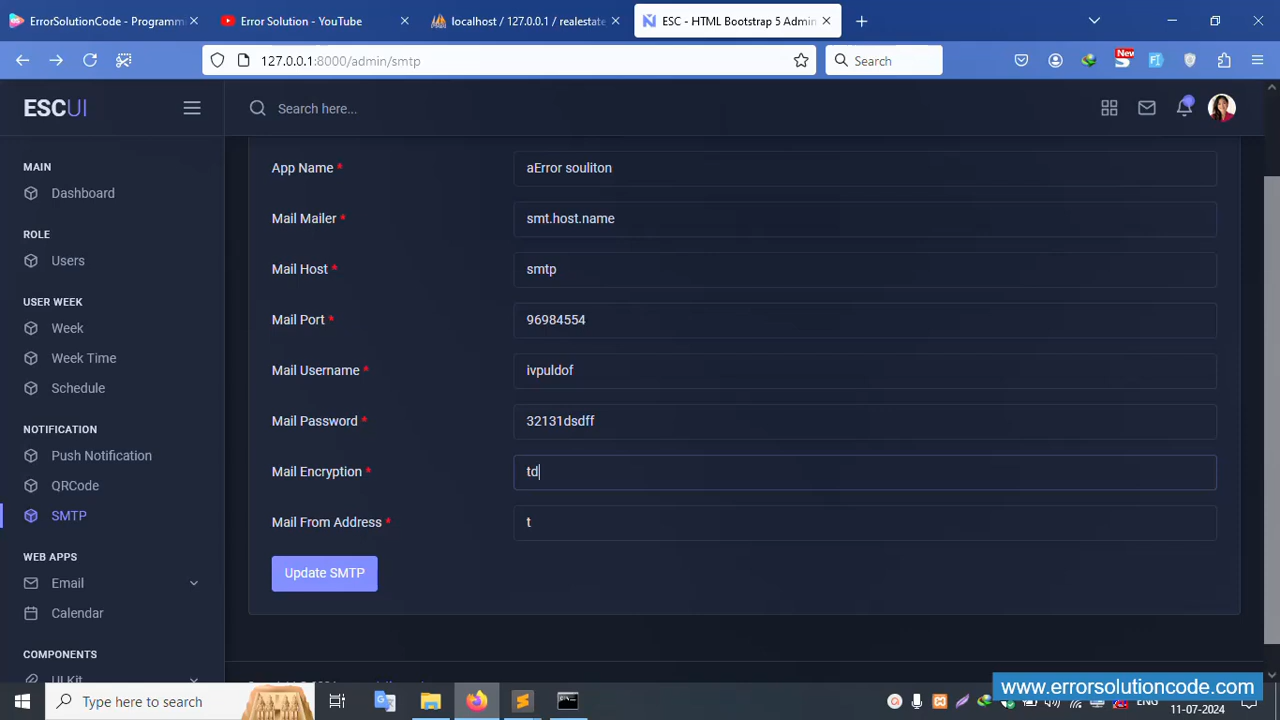 ErrorSolutionCode - Programmi
Error Solution - YouTube
localhost / 127.0.0.1 / realestate
ESC - HTML Bootstrap 5 Admin
127.0.0.1:8000/admin/smtp
Search
New
ESCUI
Search here...
MAIN
Dashboard
ROLE
Users
USER WEEK
Week
Week Time
Schedule
NOTIFICATION
Push Notification
QRCode
SMTP
WEB APPS
Email
Calendar
COMPONENTS
UI Kit
App Name *
aError souliton
Mail Mailer *
smt.host.name
Mail Host *
smtp
Mail Port *
96984554
Mail Username *
ivpuldof
Mail Password *
32131dsdff
Mail Encryption *
td
Mail From Address *
t
Update SMTP
Type here to search
www.errorsolutioncode.com
11-07-2024